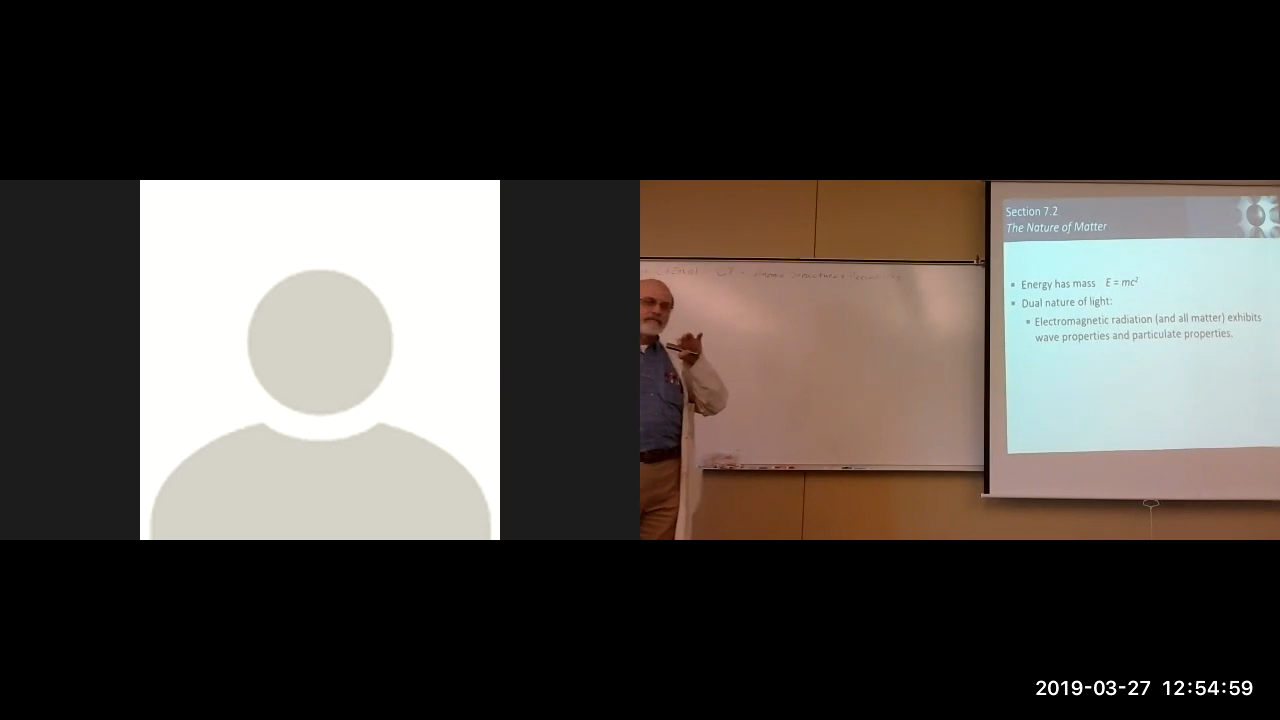 Section 7.2
The Nature of Matter
▪ Energy has mass E = mc²
▪ Dual nature of light:
▪ Electromagnetic radiation (and all matter) exhibits
wave properties and particulate properties.
2019-03-27 12:54:59